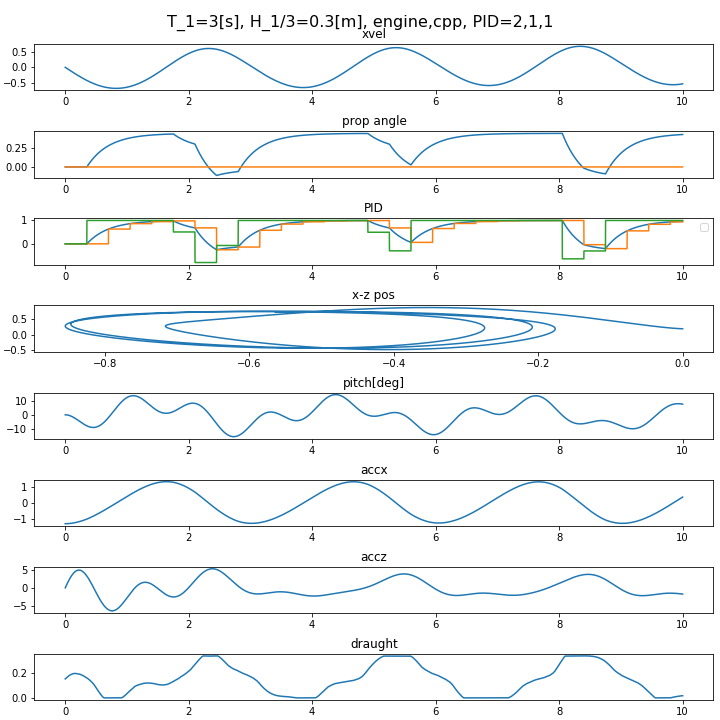 T_1=3[s], H_1/3=0.3[m], engine,cpp, PID=2,1,1
xvel
0.5
0.0
−0.5
0 2 4 6 8 10
prop angle
0.25
0.00
0 2 4 6 8 10
PID
1
0
0 2 4 6 8 10
x-z pos
0.5
0.0
−0.5
−0.8 −0.6 −0.4 −0.2 0.0
pitch[deg]
10
0
−10
0 2 4 6 8 10
accx
1
0
−1
0 2 4 6 8 10
accz
5
0
−5
0 2 4 6 8 10
draught
0.2
0.0
0 2 4 6 8 10